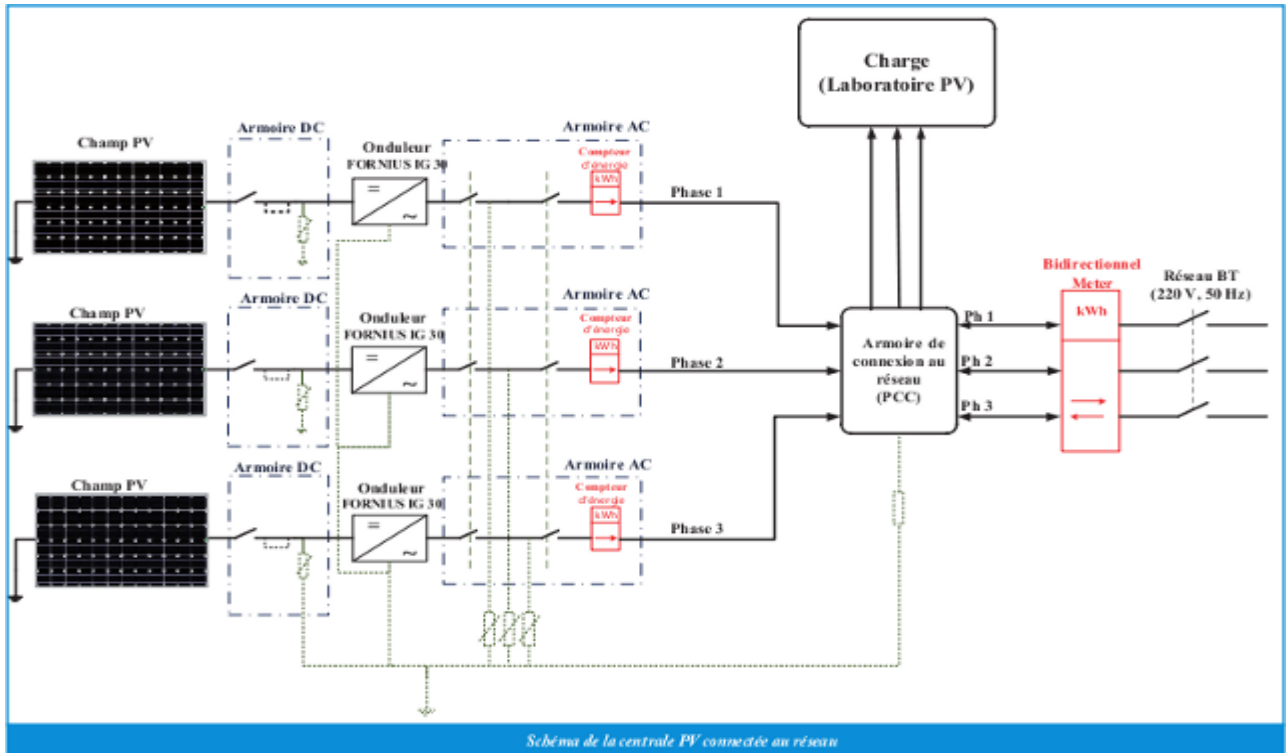 Charge
(Laboratoire PV)
Champ PV
Armoire DC
Onduleur
FORNIUS IG 30
Armoire AC
Compteur
d'énergie
kWh
Phase 1
Champ PV
Armoire DC
Onduleur
FORNIUS IG 30
Armoire AC
Compteur
d'énergie
kWh
Phase 2
Champ PV
Armoire DC
Onduleur
FORNIUS IG 30
Armoire AC
Compteur
d'énergie
kWh
Phase 3
Armoire de
connexion au
réseau
(PCC)
Ph 1
Ph 2
Ph 3
Bidirectionnel
Meter
kWh
Réseau BT
(220 V, 50 Hz)
Schéma de la centrale PV connectée au réseau